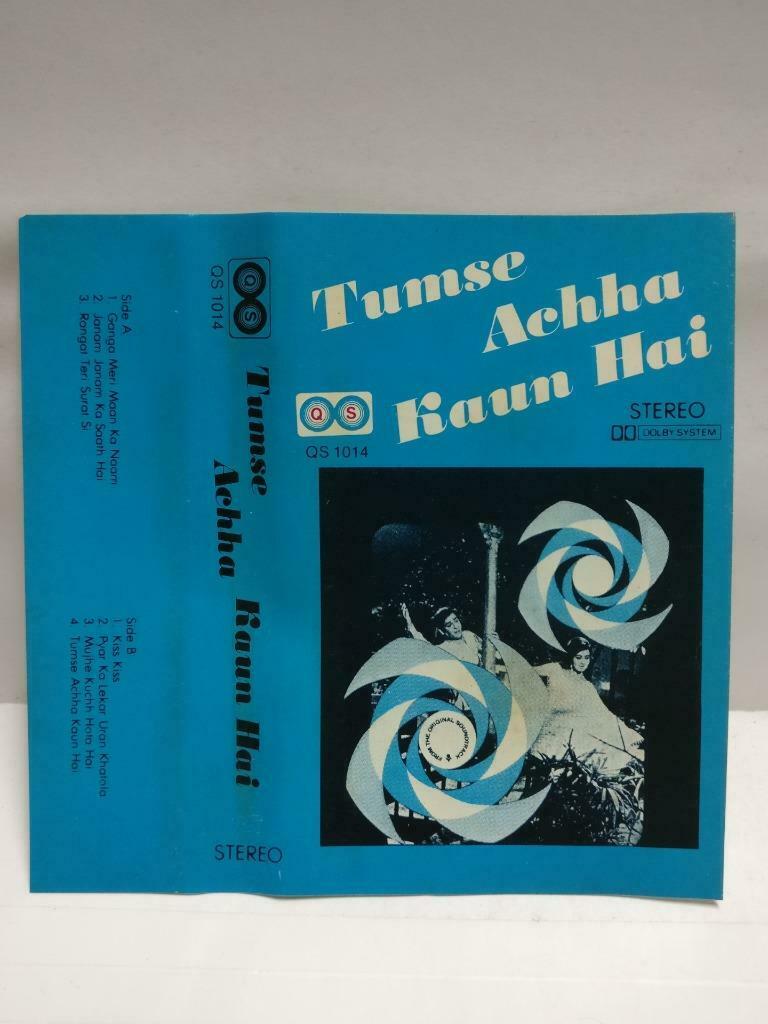 Tumse
Achha
Kaun Hai
Q S
QS 1014
STEREO
DOLBY SYSTEM
FROM THE ORIGINAL SOUNDTRACK
Q S
QS 1014
Tumse
Achha
Kaun Hai
STEREO
Side A
1. Ganga Meri Maan Ka Naam
2. Janam Janam Ka Saath Hai
3. Rangat Teri Surat Si
Side B
1. Kiss Kiss
2. Pyar Ka Lekar Uran Khatola
3. Mujhe Kuchh Hota Hai
4. Tumse Achha Kaun Hai